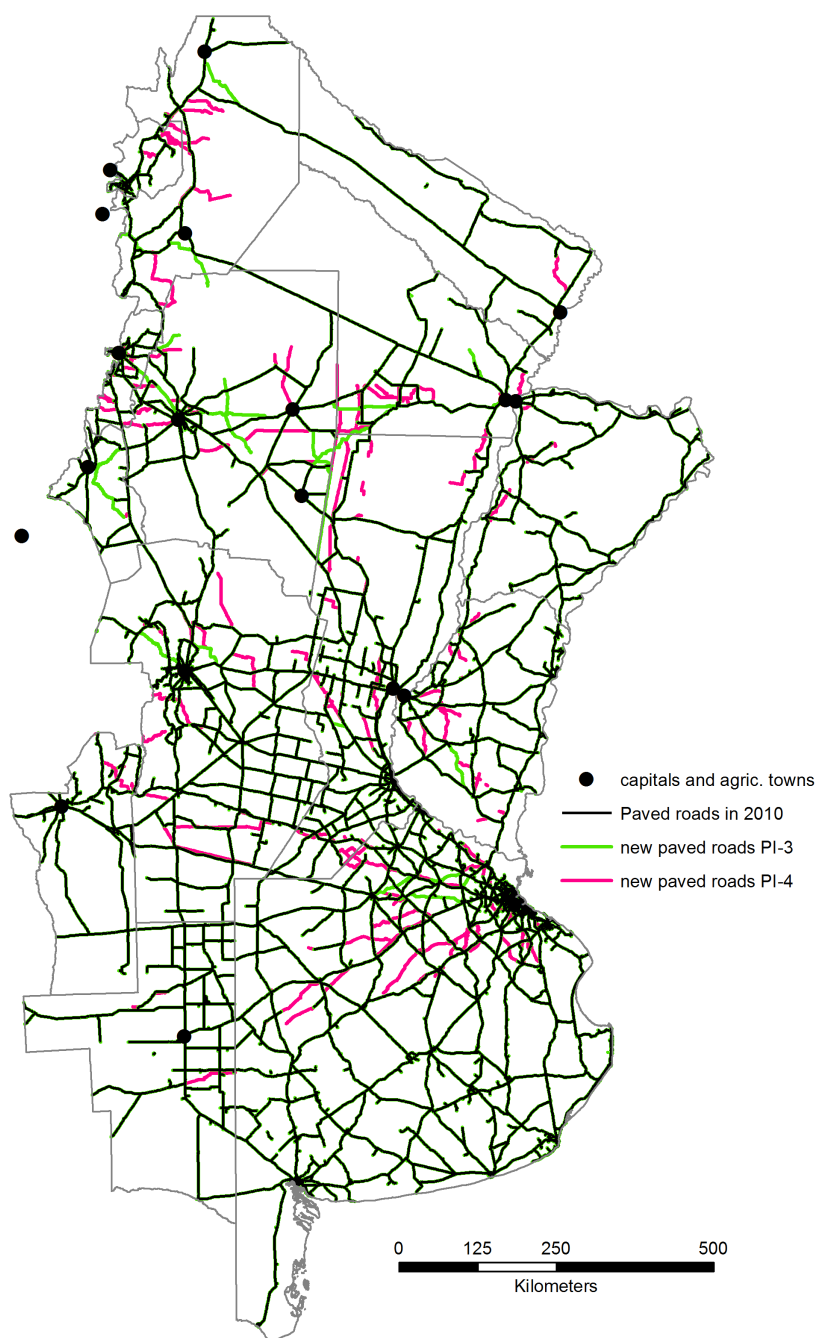 capitals and agric. towns
Paved roads in 2010
new paved roads PI-3
new paved roads PI-4
0 125 250 500
Kilometers